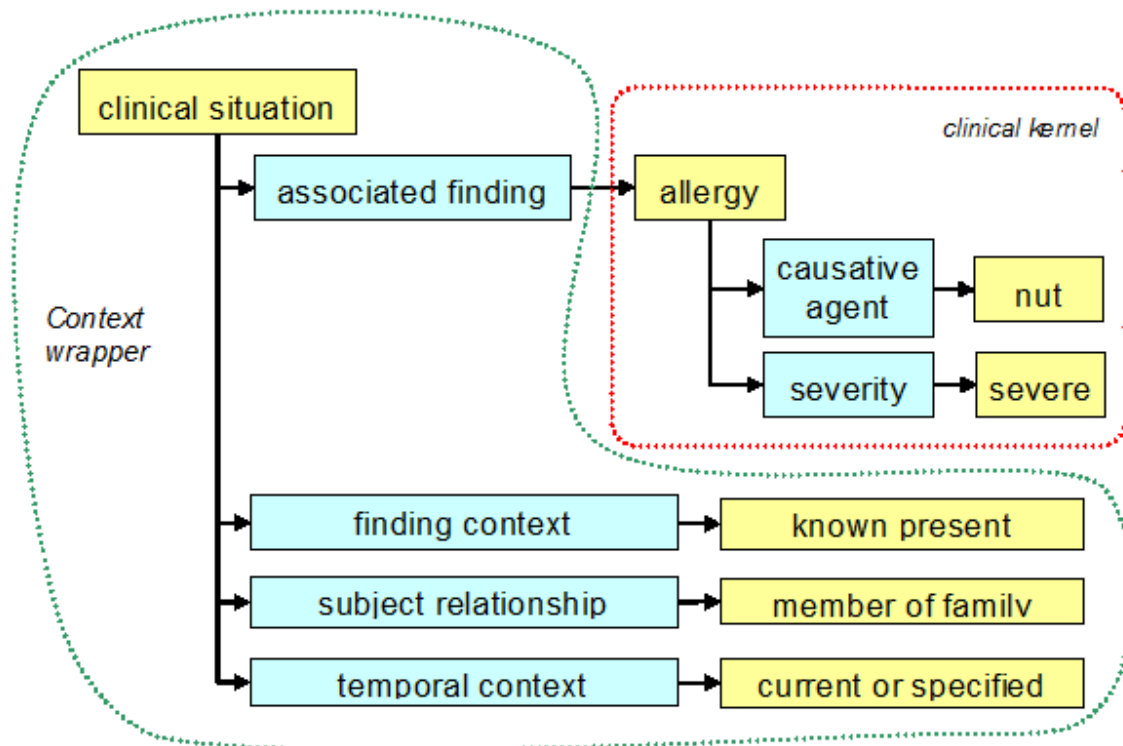 clinical situation
clinical kernel
associated finding
allergy
causative
agent
nut
Context
wrapper
severity
severe
finding context
known present
subject relationship
member of family
temporal context
current or specified